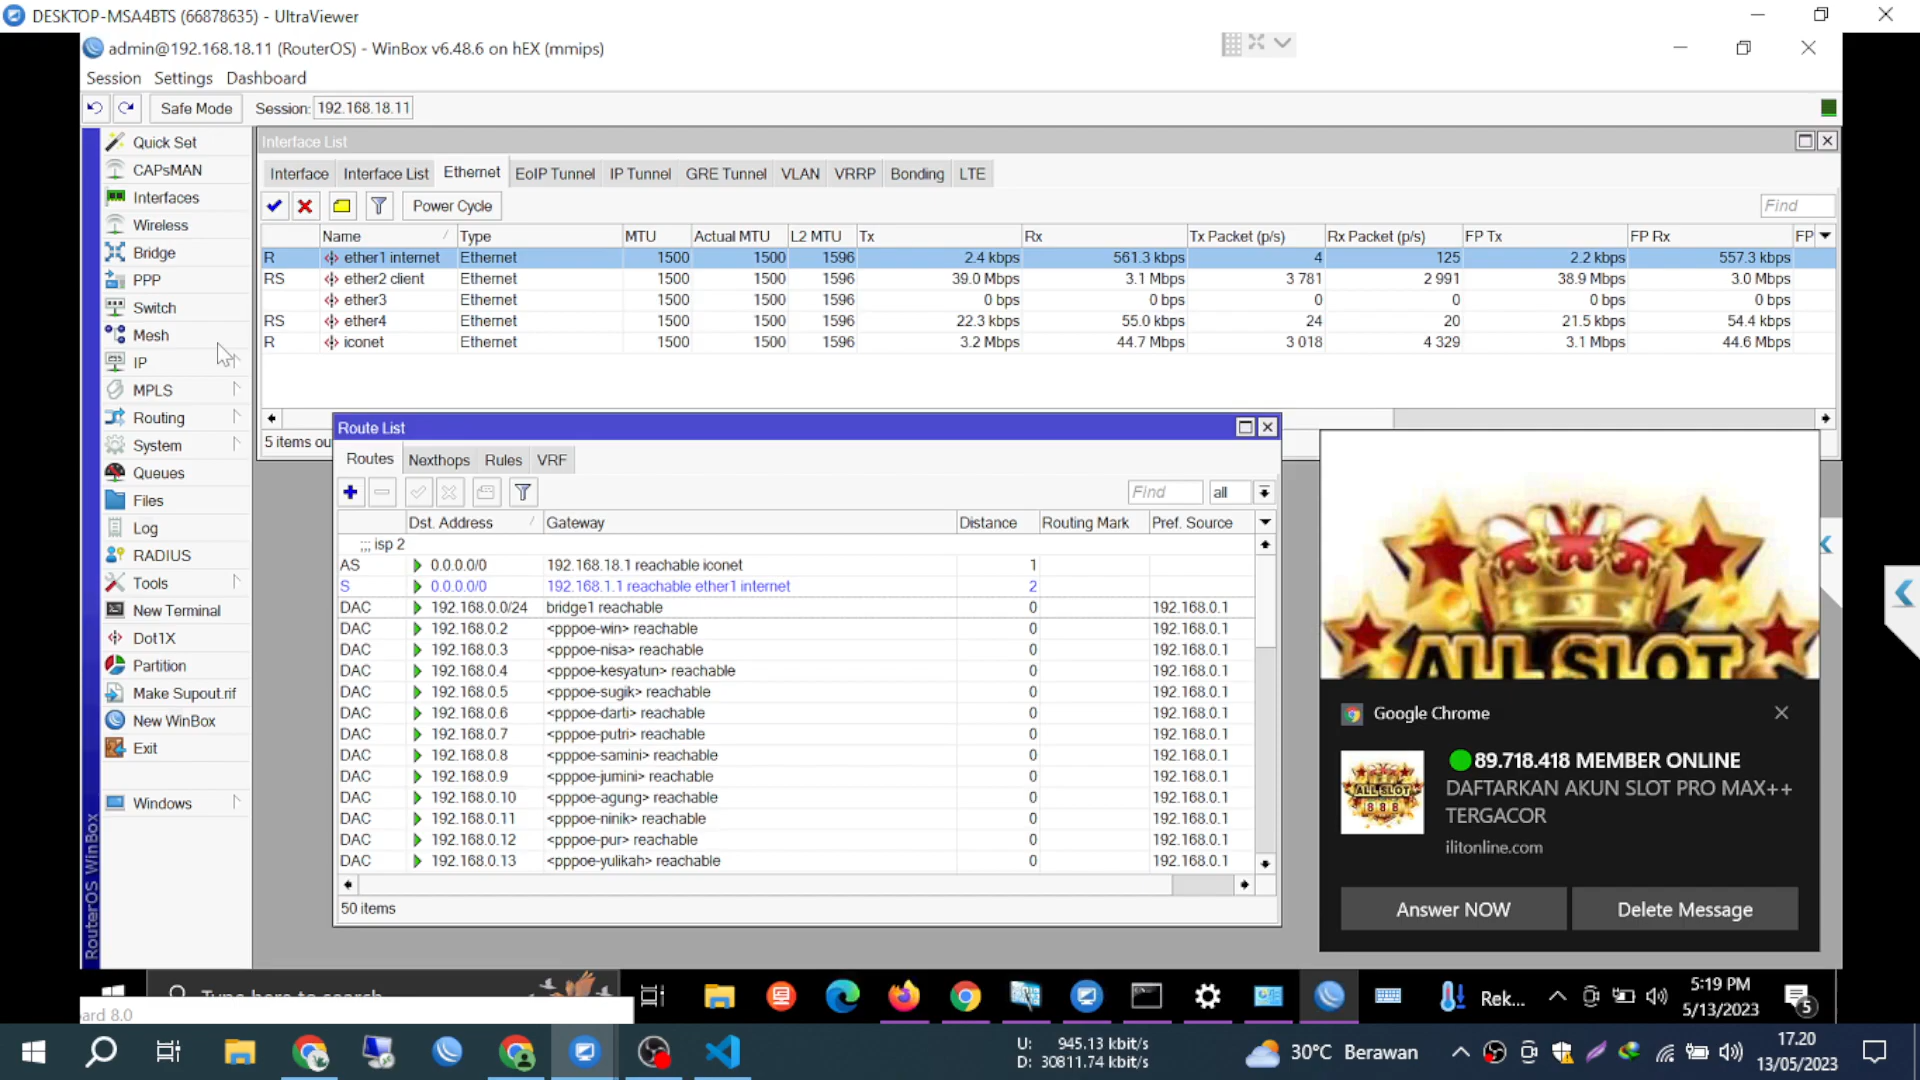 DESKTOP-MSA4BTS (66878635) - UltraViewer
admin@192.168.18.11 (RouterOS) - WinBox v6.48.6 on hEX (mmips)
Session Settings Dashboard
Safe Mode Session: 192.168.18.11
Quick Set
CAPsMAN
Interfaces
Wireless
Bridge
PPP
Switch
Mesh
IP
MPLS
Routing
System
Queues
Files
Log
RADIUS
Tools
New Terminal
Dot1X
Partition
Make Supout.rif
New WinBox
Exit
Windows
RouterOS WinBox
Interface List
Interface Interface List Ethernet EoIP Tunnel IP Tunnel GRE Tunnel VLAN VRRP Bonding LTE
Power Cycle Find
Name Type MTU Actual MTU L2 MTU Tx Rx Tx Packet (p/s) Rx Packet (p/s) FP Tx FP Rx FP
R ether1 internet Ethernet 1500 1500 1596 2.4 kbps 561.3 kbps 4 125 2.2 kbps 557.3 kbps
RS ether2 client Ethernet 1500 1500 1596 39.0 Mbps 3.1 Mbps 3 781 2 991 38.9 Mbps 3.0 Mbps
ether3 Ethernet 1500 1500 1596 0 bps 0 bps 0 0 0 bps 0 bps
RS ether4 Ethernet 1500 1500 1596 22.3 kbps 55.0 kbps 24 20 21.5 kbps 54.4 kbps
R iconet Ethernet 1500 1500 1596 3.2 Mbps 44.7 Mbps 3 018 4 329 3.1 Mbps 44.6 Mbps
5 items ou
Route List
Routes Nexthops Rules VRF
Find all
Dst. Address Gateway Distance Routing Mark Pref. Source
;;; isp 2
AS 0.0.0.0/0 192.168.18.1 reachable iconet 1
S 0.0.0.0/0 192.168.1.1 reachable ether1 internet 2
DAC 192.168.0.0/24 bridge1 reachable 0 192.168.0.1
DAC 192.168.0.2 <pppoe-win> reachable 0 192.168.0.1
DAC 192.168.0.3 <pppoe-nisa> reachable 0 192.168.0.1
DAC 192.168.0.4 <pppoe-kesyatun> reachable 0 192.168.0.1
DAC 192.168.0.5 <pppoe-sugik> reachable 0 192.168.0.1
DAC 192.168.0.6 <pppoe-darti> reachable 0 192.168.0.1
DAC 192.168.0.7 <pppoe-putri> reachable 0 192.168.0.1
DAC 192.168.0.8 <pppoe-samini> reachable 0 192.168.0.1
DAC 192.168.0.9 <pppoe-jumini> reachable 0 192.168.0.1
DAC 192.168.0.10 <pppoe-agung> reachable 0 192.168.0.1
DAC 192.168.0.11 <pppoe-ninik> reachable 0 192.168.0.1
DAC 192.168.0.12 <pppoe-pur> reachable 0 192.168.0.1
DAC 192.168.0.13 <pppoe-yulikah> reachable 0 192.168.0.1
50 items
ALL SLOT
Google Chrome
ALL SLOT
888
89.718.418 MEMBER ONLINE
DAFTARKAN AKUN SLOT PRO MAX++
TERGACOR
ilitonline.com
Answer NOW Delete Message
Type here to search
Rek...
5:19 PM
5/13/2023
5
ard 8.0
U: 945.13 kbit/s
D: 30811.74 kbit/s
30°C Berawan
17.20
13/05/2023